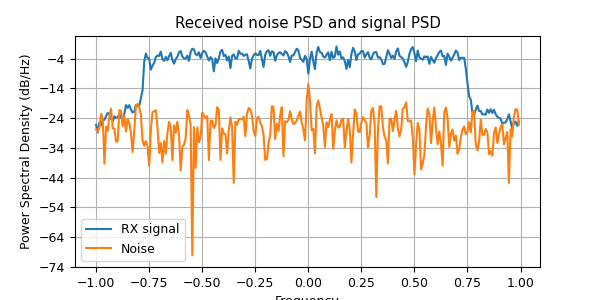 Received noise PSD and signal PSD
Power Spectral Density (dB/Hz)
−4
−14
−24
−34
−44
−54
−64
−74
RX signal
Noise
−1.00 −0.75 −0.50 −0.25 0.00 0.25 0.50 0.75 1.00
Frequency